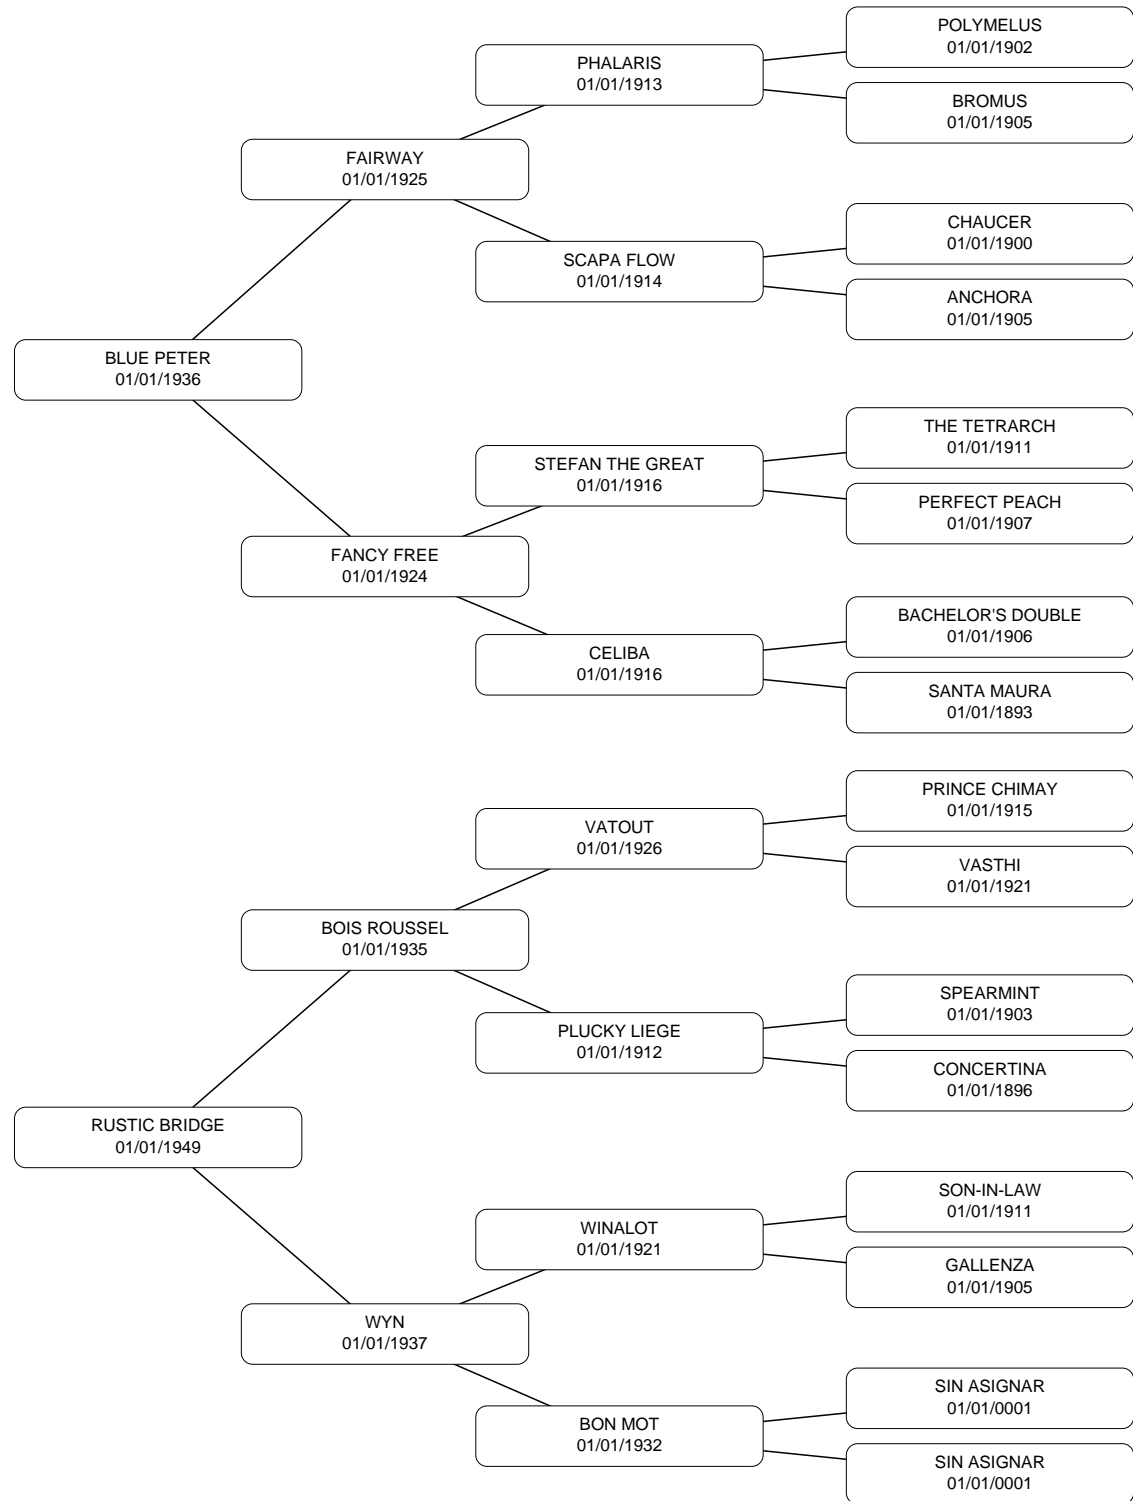 POLYMELUS
01/01/1902
PHALARIS
01/01/1913
BROMUS
01/01/1905
FAIRWAY
01/01/1925
CHAUCER
01/01/1900
SCAPA FLOW
01/01/1914
ANCHORA
01/01/1905
BLUE PETER
01/01/1936
THE TETRARCH
01/01/1911
STEFAN THE GREAT
01/01/1916
PERFECT PEACH
01/01/1907
FANCY FREE
01/01/1924
BACHELOR'S DOUBLE
01/01/1906
CELIBA
01/01/1916
SANTA MAURA
01/01/1893
PRINCE CHIMAY
01/01/1915
VATOUT
01/01/1926
VASTHI
01/01/1921
BOIS ROUSSEL
01/01/1935
SPEARMINT
01/01/1903
PLUCKY LIEGE
01/01/1912
CONCERTINA
01/01/1896
RUSTIC BRIDGE
01/01/1949
SON-IN-LAW
01/01/1911
WINALOT
01/01/1921
GALLENZA
01/01/1905
WYN
01/01/1937
SIN ASIGNAR
01/01/0001
BON MOT
01/01/1932
SIN ASIGNAR
01/01/0001